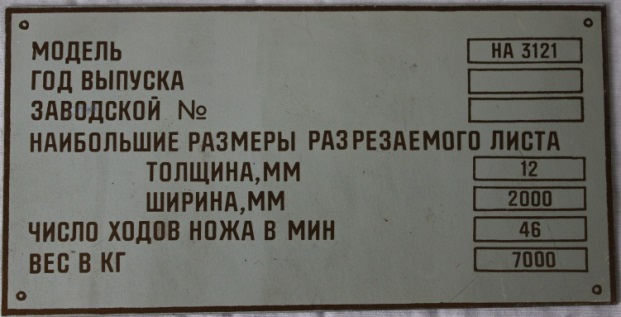 МОДЕЛЬ НА 3121
ГОД ВЫПУСКА
ЗАВОДСКОЙ №
НАИБОЛЬШИЕ РАЗМЕРЫ РАЗРЕЗАЕМОГО ЛИСТА
ТОЛЩИНА,ММ 12
ШИРИНА,ММ 2000
ЧИСЛО ХОДОВ НОЖА В МИН 46
ВЕС В КГ 7000